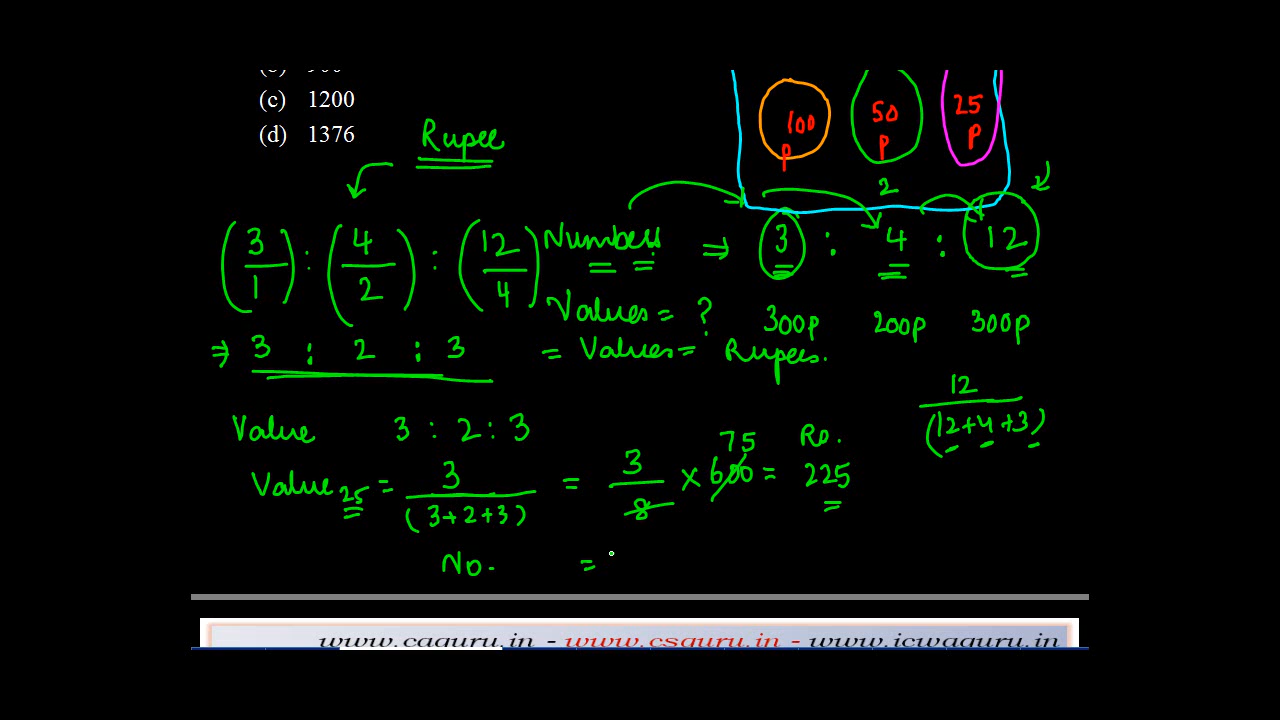 (c) 1200
(d) 1376
Rupee
100 P
50 P
25 P
2
(3/1) : (4/2) : (12/4)
Numbers ⇒ 3 : 4 : 12
Values = ? 300p 200p 300p
⇒ 3 : 2 : 3 = Values = Rupees.
12/(12+4+3)
Value 3 : 2 : 3
Value 25 = 3/(3+2+3) = 3/8 × 600 = 225
75 Rs.
No. =
www.caguru.in - www.csguru.in - www.icwaguru.in